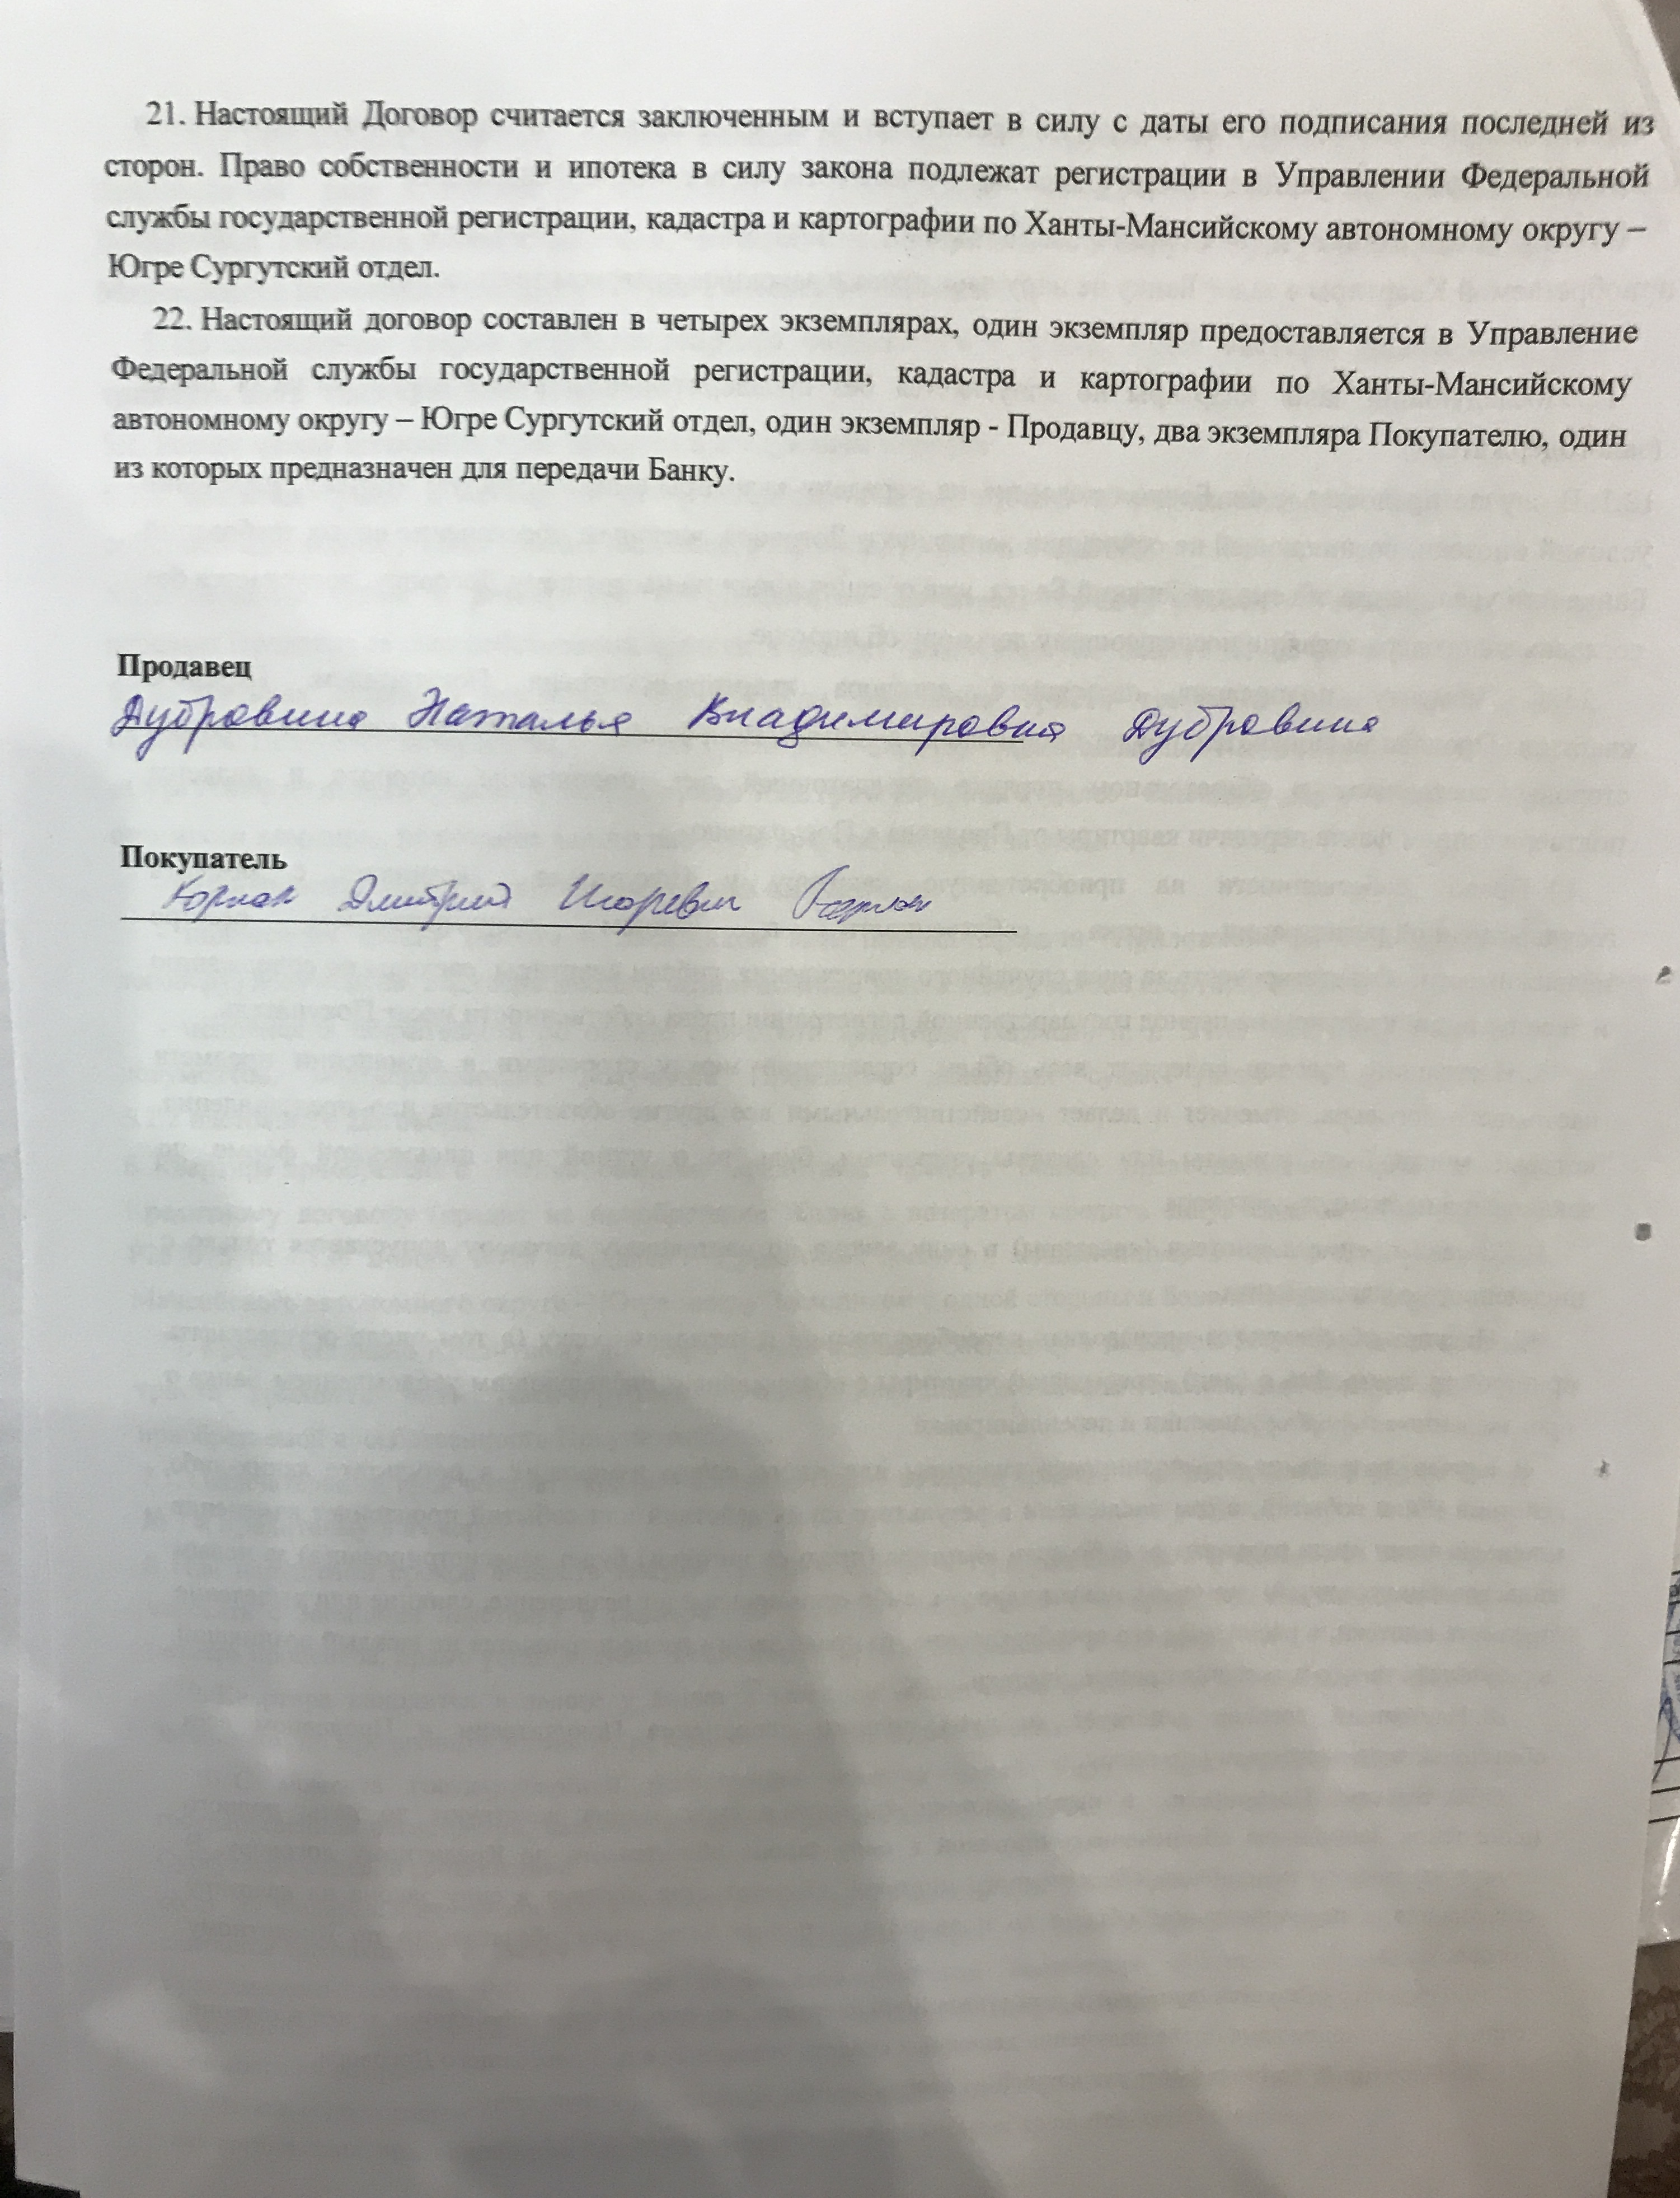 21. Настоящий Договор считается заключенным и вступает в силу с даты его подписания последней из
сторон. Право собственности и ипотека в силу закона подлежат регистрации в Управлении Федеральной
службы государственной регистрации, кадастра и картографии по Ханты-Мансийскому автономному округу –
Югре Сургутский отдел.
22. Настоящий договор составлен в четырех экземплярах, один экземпляр предоставляется в Управление
Федеральной службы государственной регистрации, кадастра и картографии по Ханты-Мансийскому
автономному округу – Югре Сургутский отдел, один экземпляр - Продавцу, два экземпляра Покупателю, один
из которых предназначен для передачи Банку.
Продавец
Дубровина Наталья Владимировна Дубровина
Покупатель
Дмитрий Игоревич